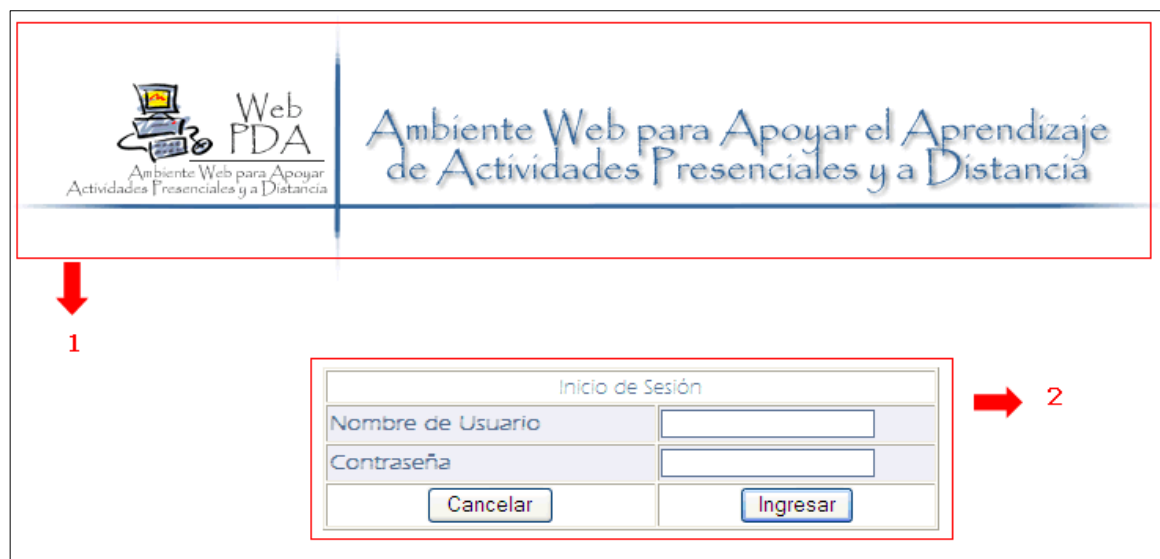 Web
PDA
Ambiente Web para Apoyar
Actividades Presenciales y a Distancia
Ambiente Web para Apoyar el Aprendizaje
de Actividades Presenciales y a Distancia
1
Inicio de Sesión
Nombre de Usuario
Contraseña
Cancelar Ingresar
2